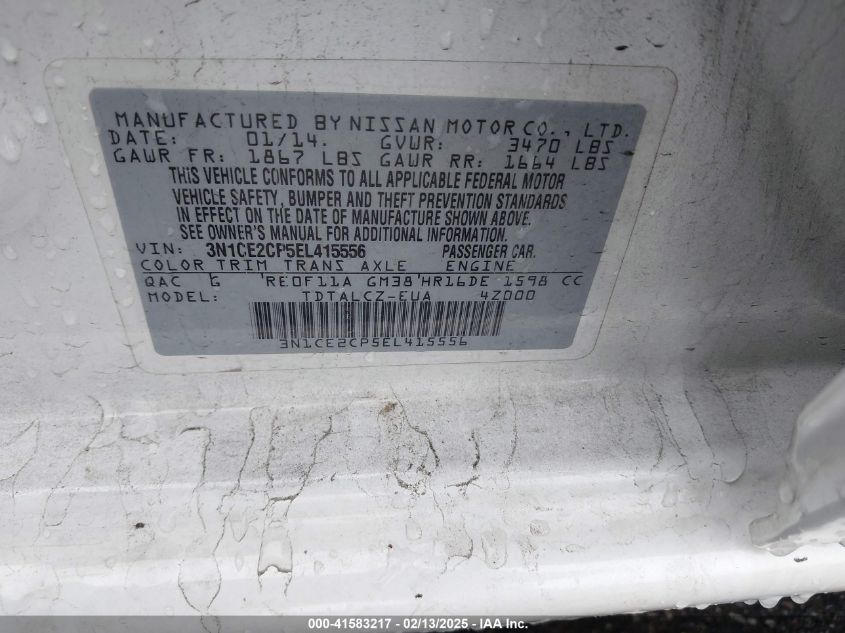 MANUFACTURED BY NISSAN MOTOR CO., LTD.
DATE: 01/14. GVWR: 3470 LBS
GAWR FR: 1867 LBS GAWR RR: 1664 LBS
THIS VEHICLE CONFORMS TO ALL APPLICABLE FEDERAL MOTOR
VEHICLE SAFETY, BUMPER AND THEFT PREVENTION STANDARDS
IN EFFECT ON THE DATE OF MANUFACTURE SHOWN ABOVE.
SEE OWNER'S MANUAL FOR ADDITIONAL INFORMATION.
VIN: 3N1CE2CP5EL415556 PASSENGER CAR.
COLOR TRIM TRANS AXLE ENGINE
QAC G 'RE0F11A GM38'HR16DE 1598 CC
MODEL: TDTALCZ-EUA 4Z000
3N1CE2CP5EL415556
000-41583217 - 02/13/2025 - IAA Inc.